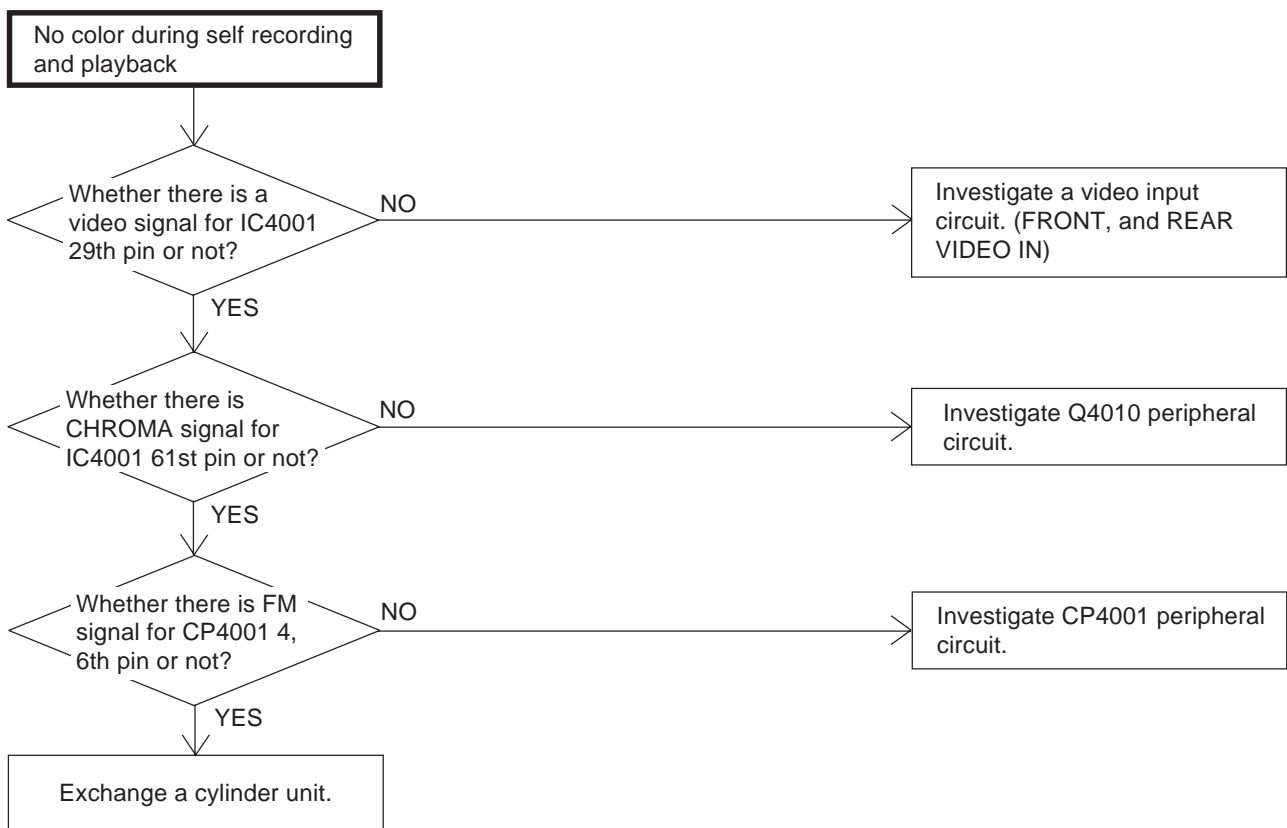 No color during self recording
and playback
Whether there is a
video signal for IC4001
29th pin or not?
NO
Investigate a video input
circuit. (FRONT, and REAR
VIDEO IN)
YES
Whether there is
CHROMA signal for
IC4001 61st pin or not?
NO
Investigate Q4010 peripheral
circuit.
YES
Whether there is FM
signal for CP4001 4,
6th pin or not?
NO
Investigate CP4001 peripheral
circuit.
YES
Exchange a cylinder unit.